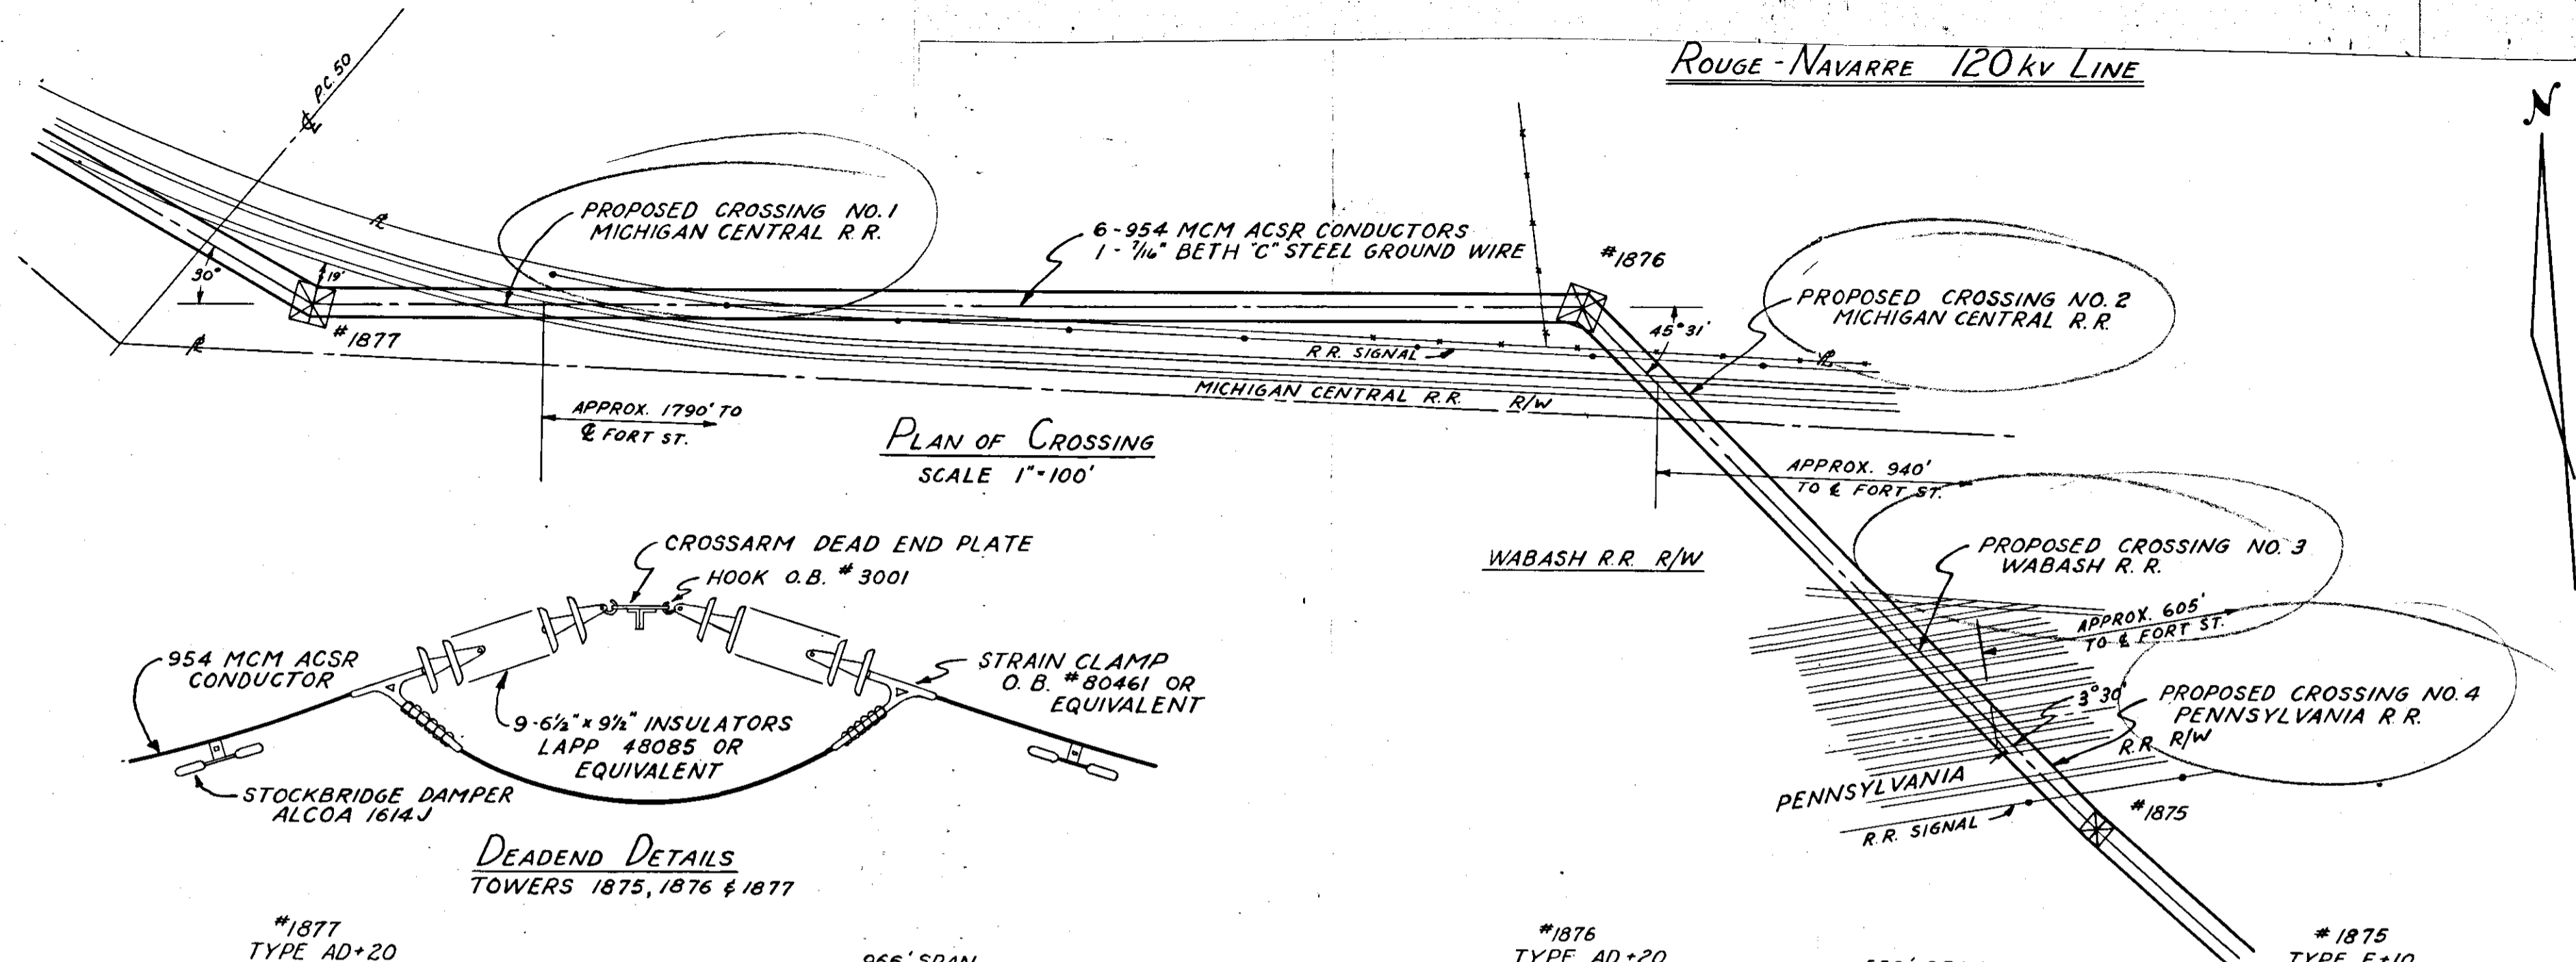 ROUGE - NAVARRE 120 KV LINE
N
℄ P.C. 50
PROPOSED CROSSING NO. 1
MICHIGAN CENTRAL R.R.
6-954 MCM ACSR CONDUCTORS
1 - 7/16" BETH "C" STEEL GROUND WIRE
#1876
PROPOSED CROSSING NO. 2
MICHIGAN CENTRAL R.R.
30°
19'
#1877
45°31'
R.R. SIGNAL
MICHIGAN CENTRAL R.R. R/W
APPROX. 1790' TO
℄ FORT ST.
PLAN OF CROSSING
SCALE 1"=100'
APPROX. 940'
TO ℄ FORT ST.
WABASH R.R. R/W
PROPOSED CROSSING NO. 3
WABASH R.R.
APPROX. 605'
TO ℄ FORT ST.
3°30'
PROPOSED CROSSING NO. 4
PENNSYLVANIA R.R.
PENNSYLVANIA R.R. R/W
R.R. SIGNAL
#1875
CROSSARM DEAD END PLATE
HOOK O.B. #3001
954 MCM ACSR
CONDUCTOR
STRAIN CLAMP
O.B. #80461 OR
EQUIVALENT
9-6½" x 9½" INSULATORS
LAPP 48085 OR
EQUIVALENT
STOCKBRIDGE DAMPER
ALCOA 1614J
DEADEND DETAILS
TOWERS 1875, 1876 & 1877
#1877
TYPE AD+20
966' SPAN
#1876
TYPE AD+20
#1875
TYPE E+10